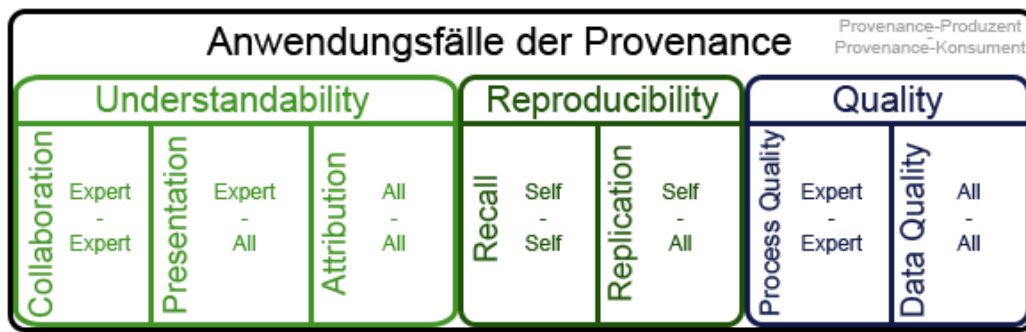 Anwendungsfälle der Provenance
Provenance-Produzent
-
Provenance-Konsument
Understandability
Reproducibility
Quality
Collaboration
Expert
-
Expert
Presentation
Expert
-
All
Attribution
All
-
All
Recall
Self
-
Self
Replication
Self
-
All
Process Quality
Expert
-
Expert
Data Quality
All
-
All